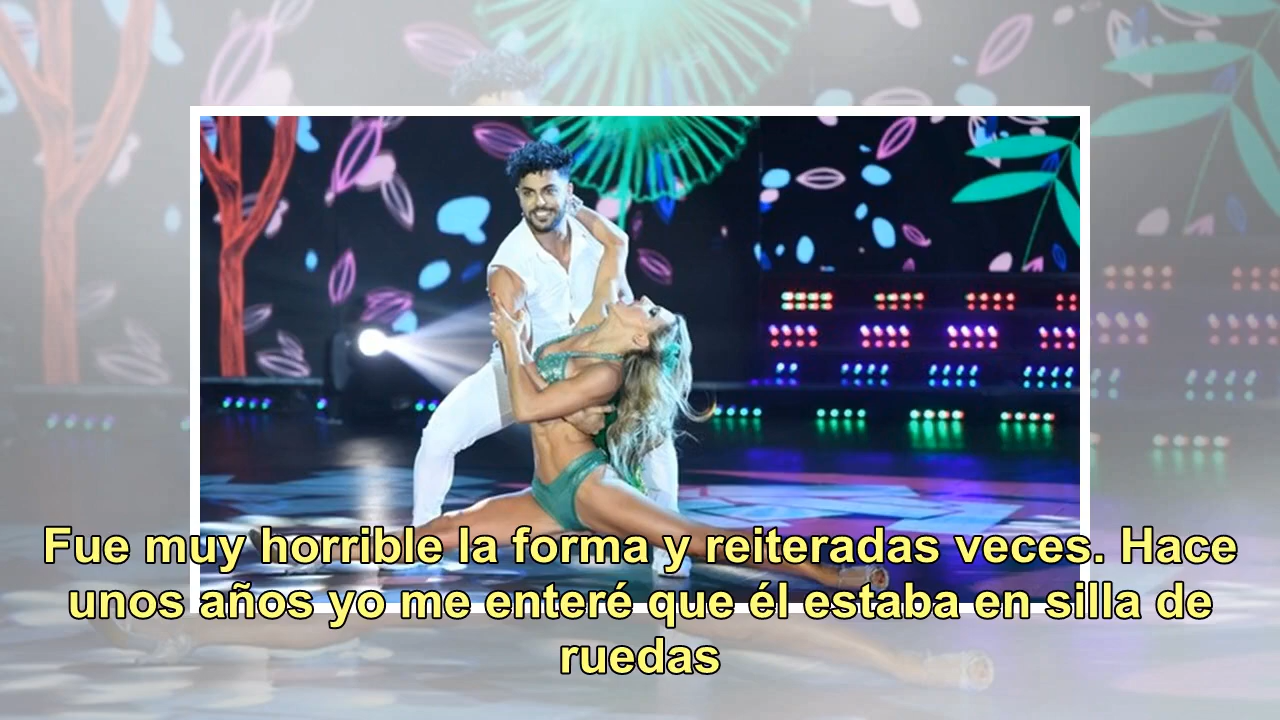 Fue muy horrible la forma y reiteradas veces. Hace
unos años yo me enteré que él estaba en silla de
ruedas